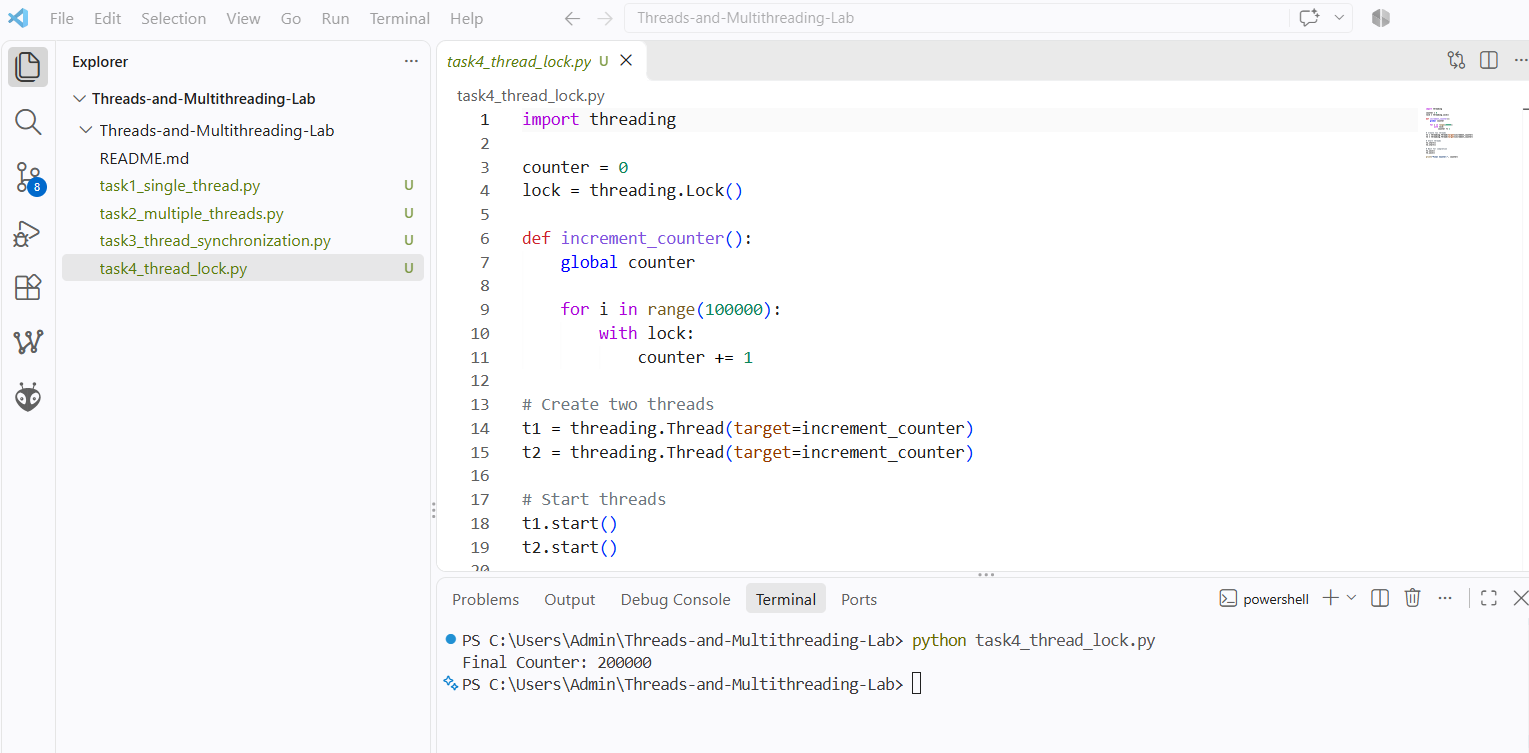 File Edit Selection View Go Run Terminal Help
Threads-and-Multithreading-Lab
Explorer
Threads-and-Multithreading-Lab
Threads-and-Multithreading-Lab
README.md
task1_single_thread.py U
task2_multiple_threads.py U
task3_thread_synchronization.py U
task4_thread_lock.py U
8
task4_thread_lock.py U
task4_thread_lock.py
1 import threading
2
3 counter = 0
4 lock = threading.Lock()
5
6 def increment_counter():
7     global counter
8
9     for i in range(100000):
10         with lock:
11             counter += 1
12
13 # Create two threads
14 t1 = threading.Thread(target=increment_counter)
15 t2 = threading.Thread(target=increment_counter)
16
17 # Start threads
18 t1.start()
19 t2.start()
20
Problems Output Debug Console Terminal Ports
powershell
PS C:\Users\Admin\Threads-and-Multithreading-Lab> python task4_thread_lock.py
Final Counter: 200000
PS C:\Users\Admin\Threads-and-Multithreading-Lab>